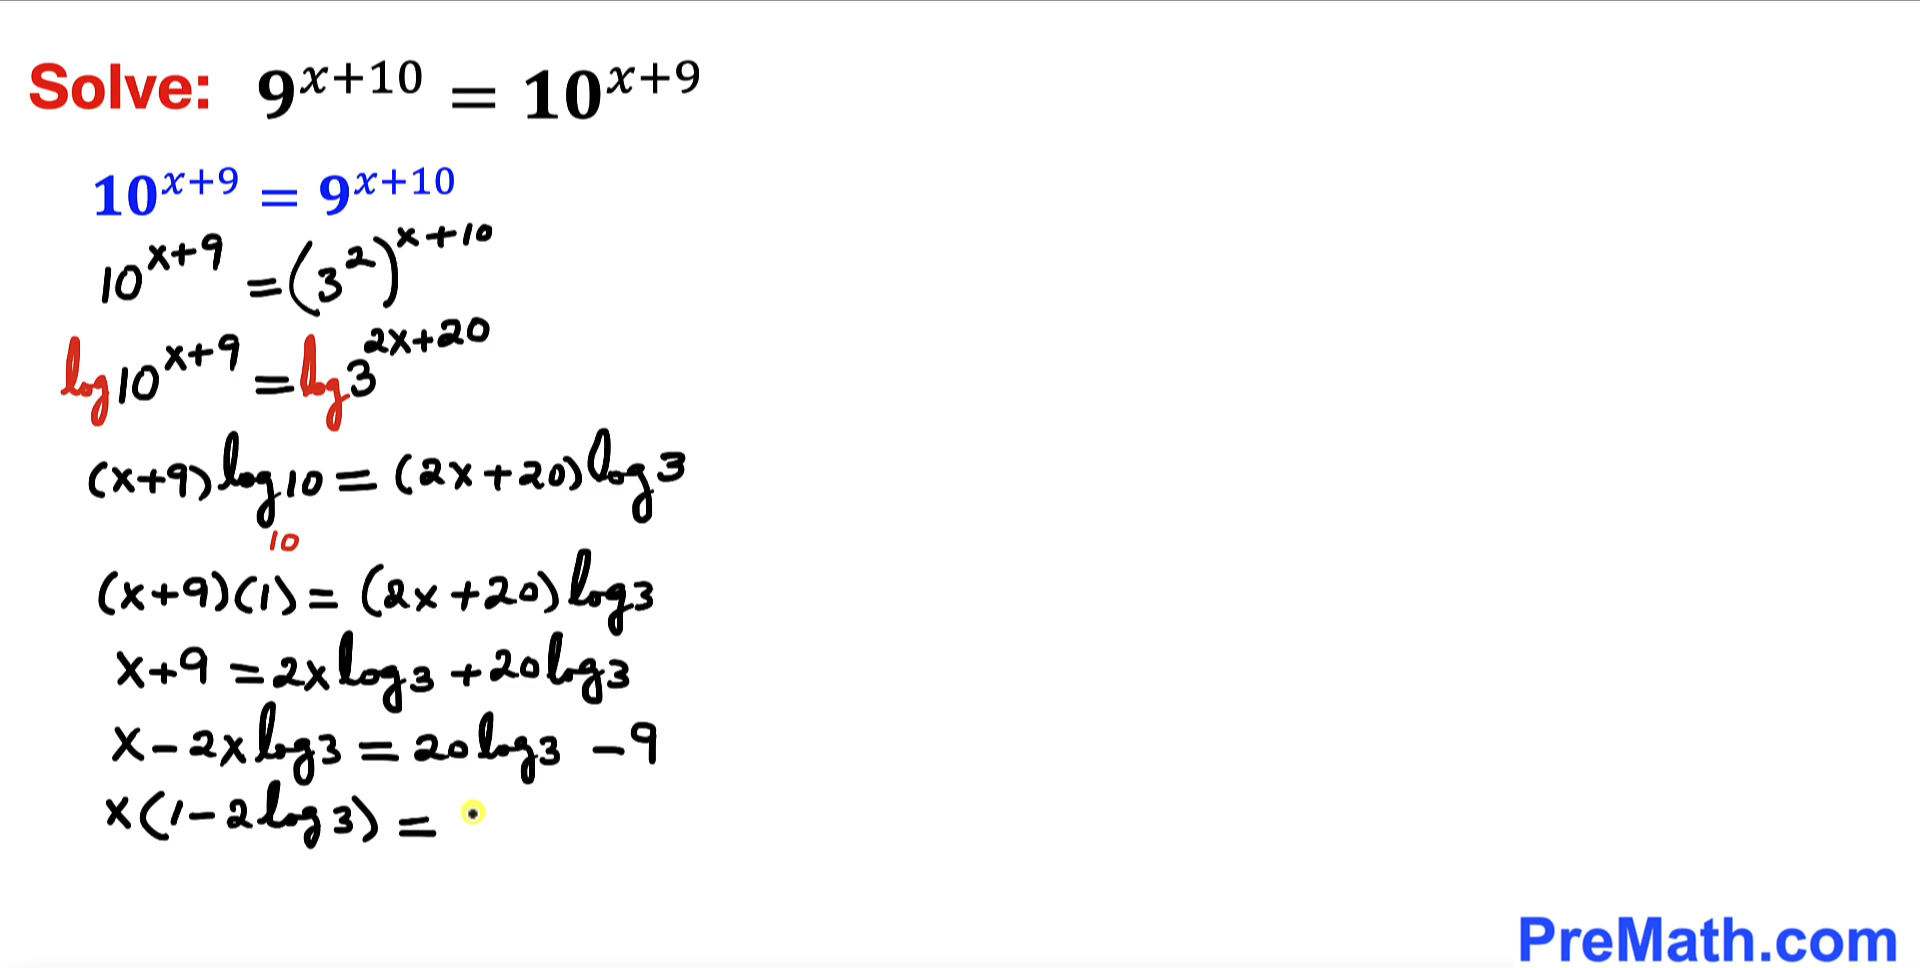 Solve: 9^{x+10} = 10^{x+9}
10^{x+9} = 9^{x+10}
10^{x+9} = (3^2)^{x+10}
log 10^{x+9} = log 3^{2x+20}
(x+9) log_{10} 10 = (2x+20) log 3
(x+9)(1) = (2x+20) log 3
x+9 = 2x log 3 + 20 log 3
x - 2x log 3 = 20 log 3 - 9
x(1 - 2 log 3) =
PreMath.com